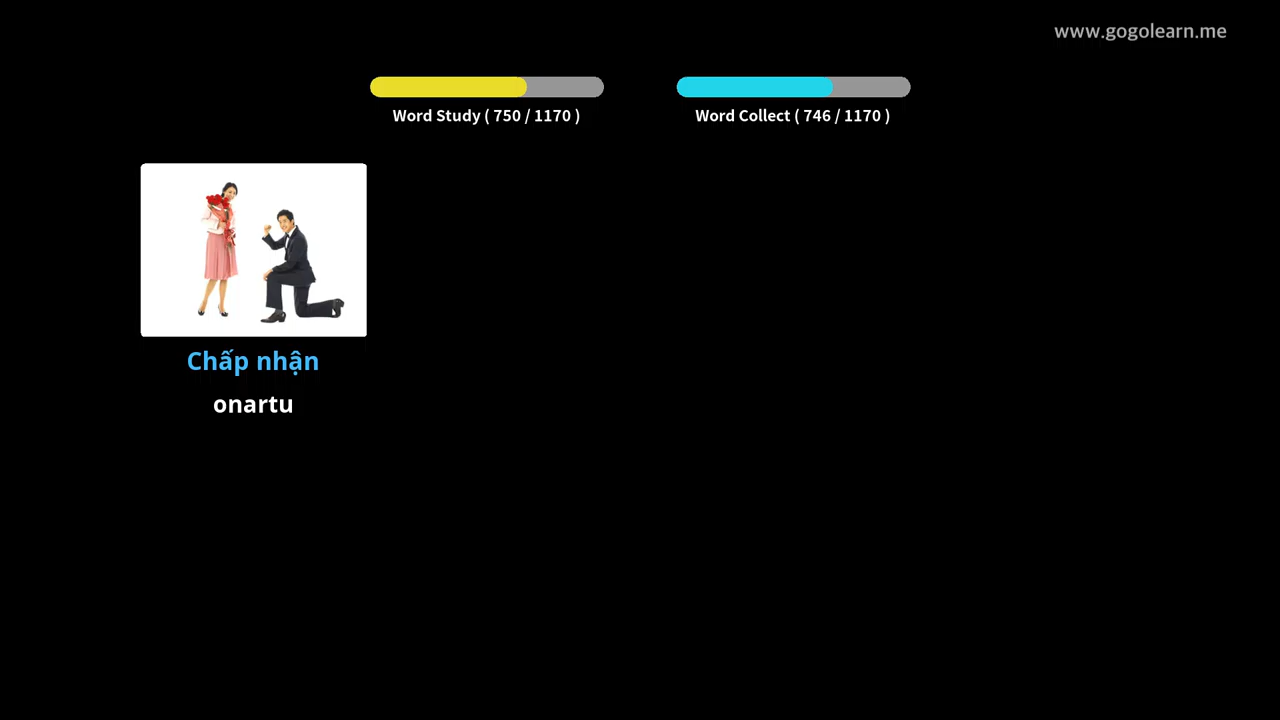 www.gogolearn.me
Word Study ( 750 / 1170 )
Word Collect ( 746 / 1170 )
Chấp nhận
onartu